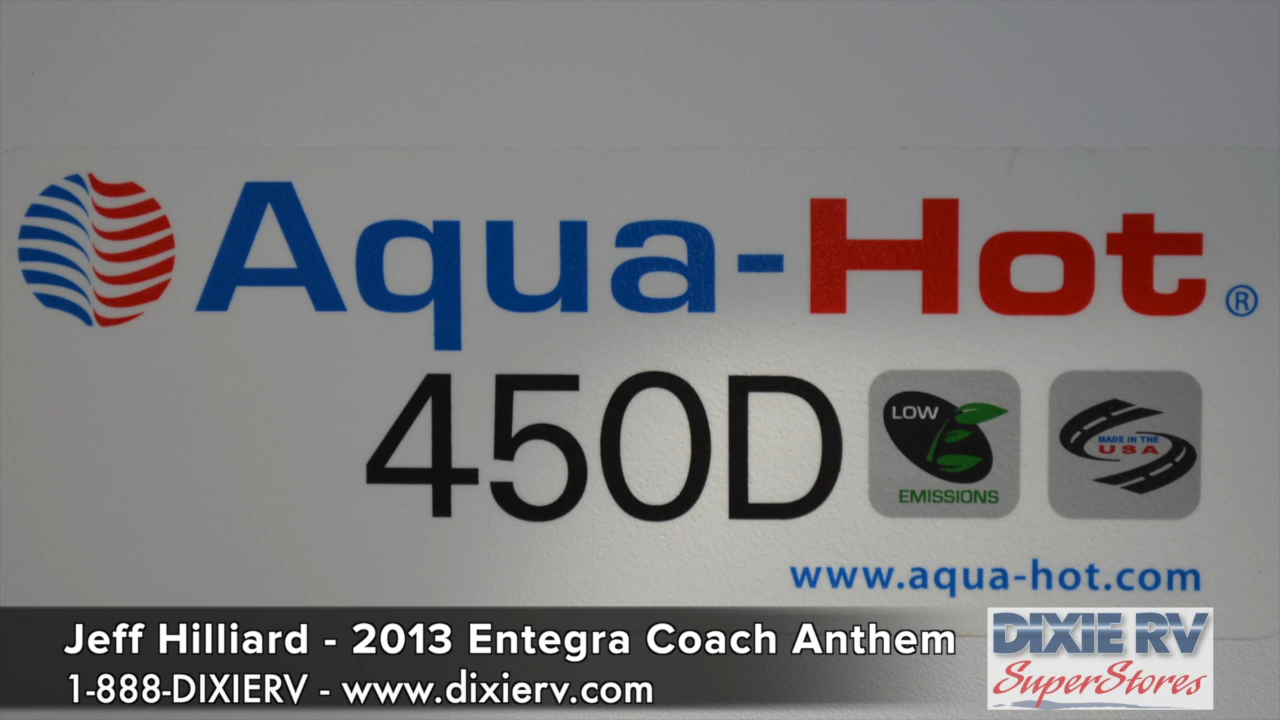 Aqua-Hot®
450D
LOW
EMISSIONS
MADE IN THE
USA
www.aqua-hot.com
Jeff Hilliard - 2013 Entegra Coach Anthem
1-888-DIXIERV - www.dixierv.com
DIXIE RV
SuperStores